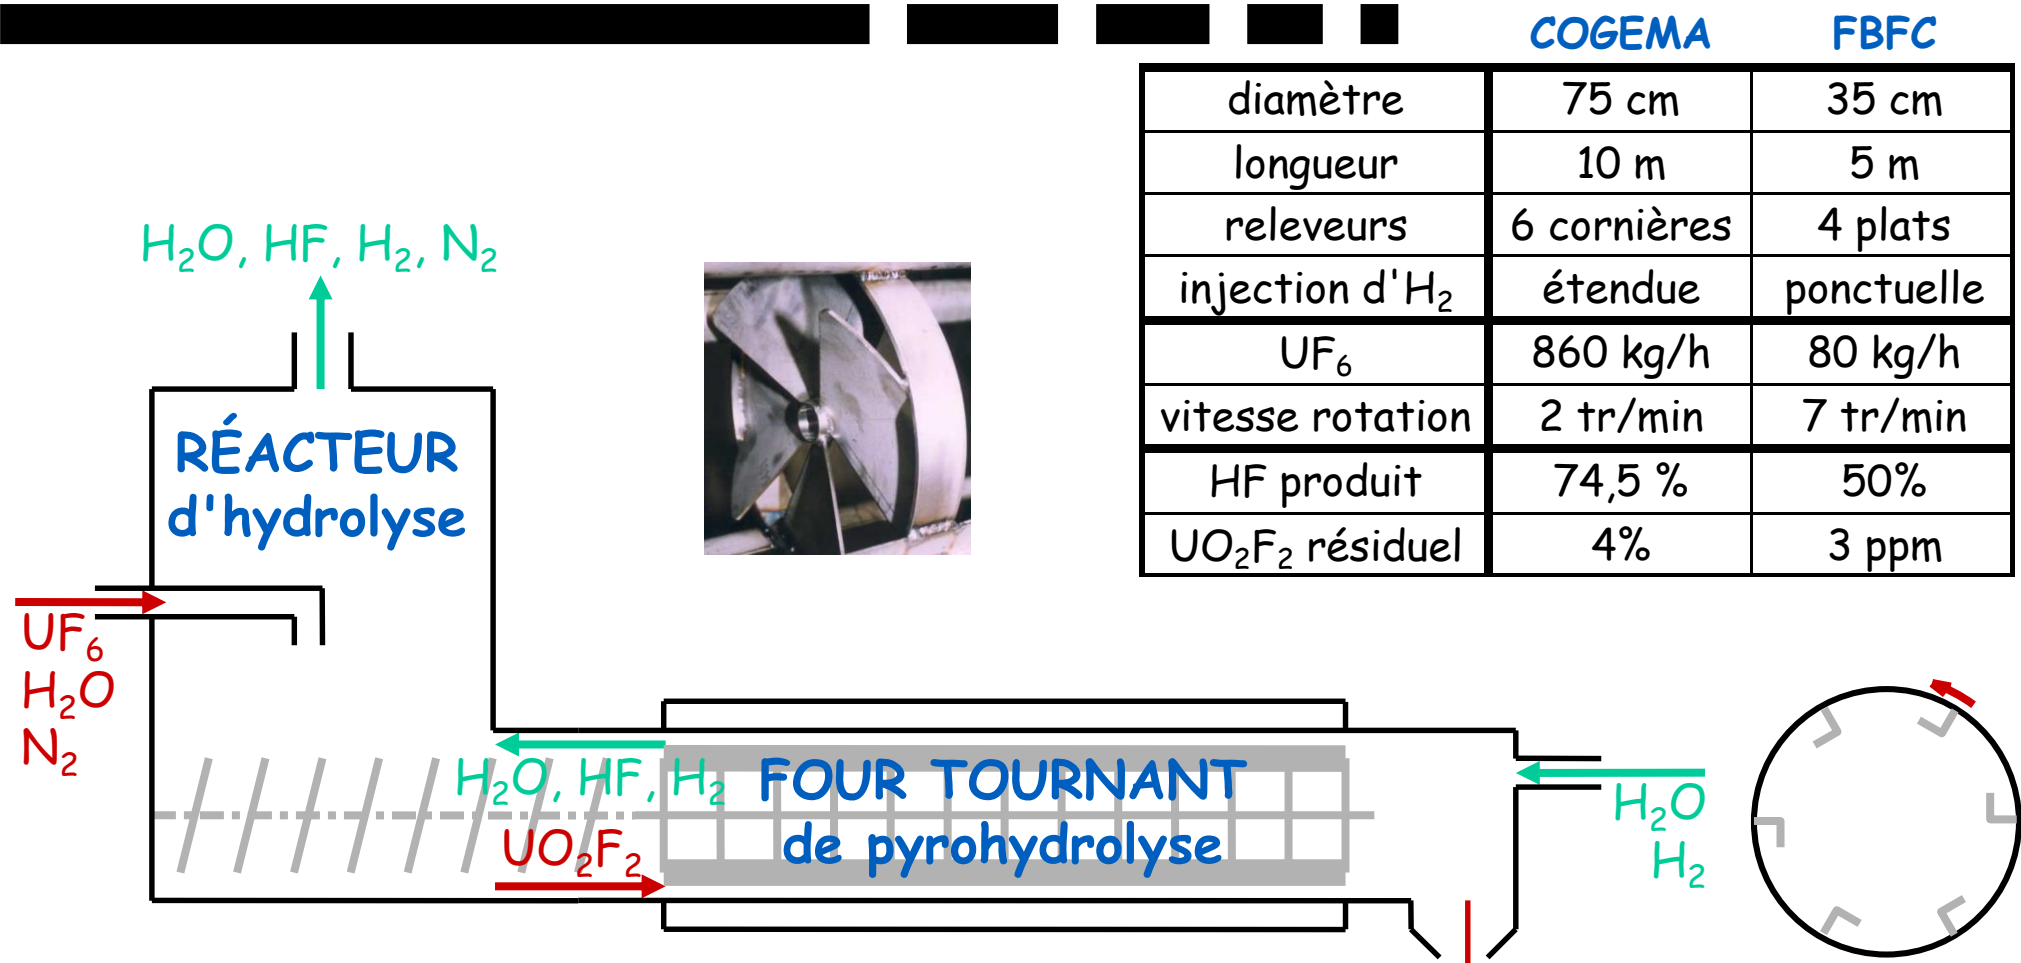 COGEMA FBFC
diamètre 75 cm 35 cm
longueur 10 m 5 m
releveurs 6 cornières 4 plats
injection d'H₂ étendue ponctuelle
UF₆ 860 kg/h 80 kg/h
vitesse rotation 2 tr/min 7 tr/min
HF produit 74,5 % 50%
UO₂F₂ résiduel 4% 3 ppm
H₂O, HF, H₂, N₂
RÉACTEUR
d'hydrolyse
UF₆
H₂O
N₂
H₂O, HF, H₂
UO₂F₂
FOUR TOURNANT
de pyrohydrolyse
H₂O
H₂